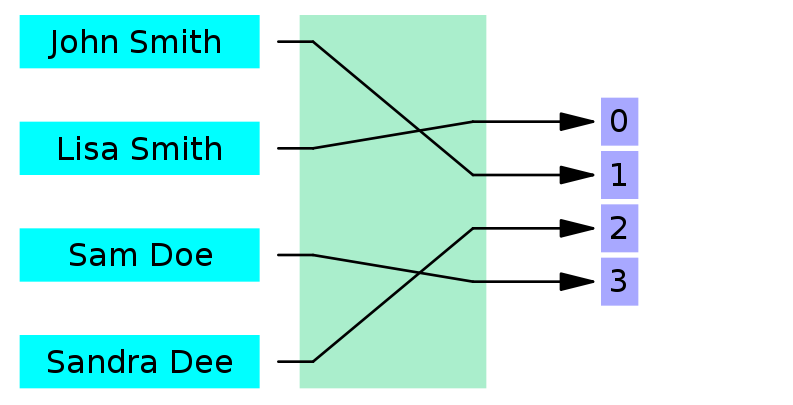 John Smith
Lisa Smith
Sam Doe
Sandra Dee
0
1
2
3